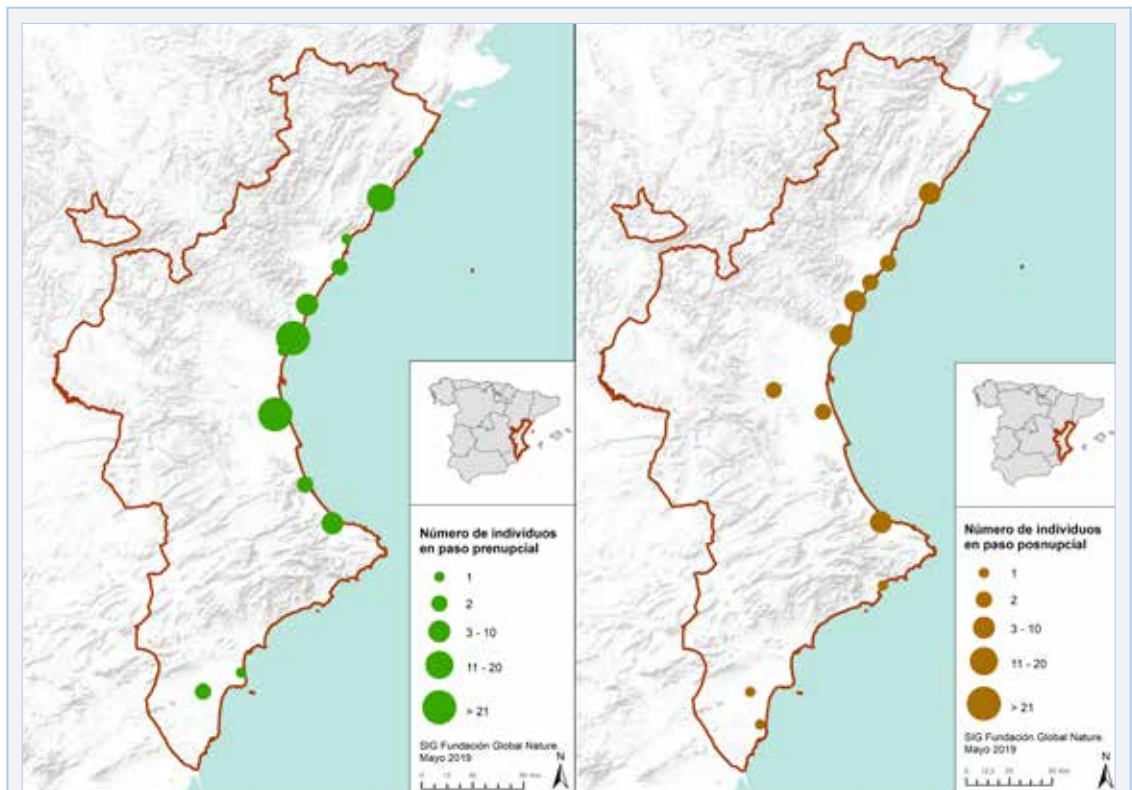 Número de individuos
en paso prenupcial
1
2
3 - 10
11 - 20
> 21
SIG Fundación Global Nature.
Mayo 2019
N
Número de individuos
en paso posnupcial
1
2
3 - 10
11 - 20
> 21
SIG Fundación Global Nature.
Mayo 2019
N